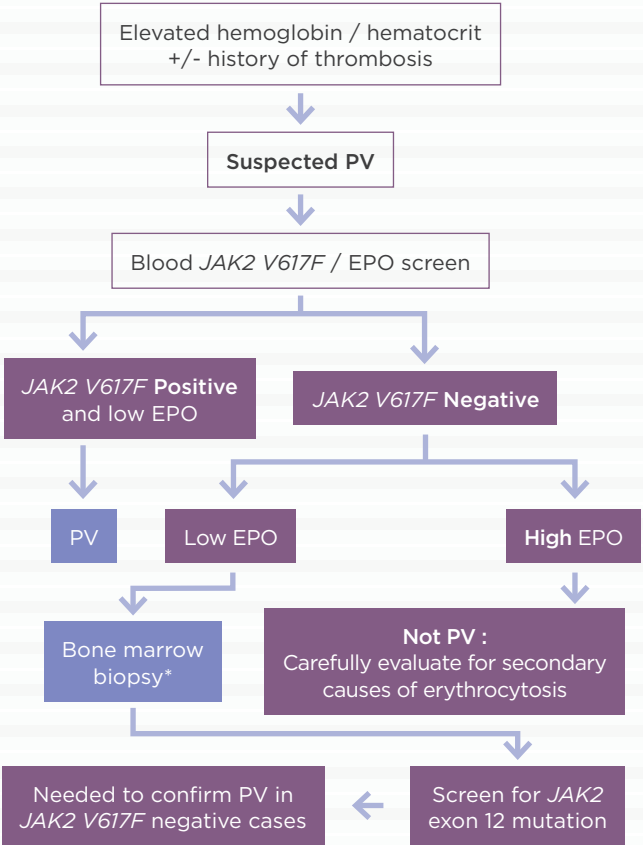 Elevated hemoglobin / hematocrit
+/- history of thrombosis
Suspected PV
Blood JAK2 V617F / EPO screen
JAK2 V617F Positive
and low EPO
JAK2 V617F Negative
PV
Low EPO
High EPO
Bone marrow
biopsy*
Not PV :
Carefully evaluate for secondary
causes of erythrocytosis
Needed to confirm PV in
JAK2 V617F negative cases
Screen for JAK2
exon 12 mutation